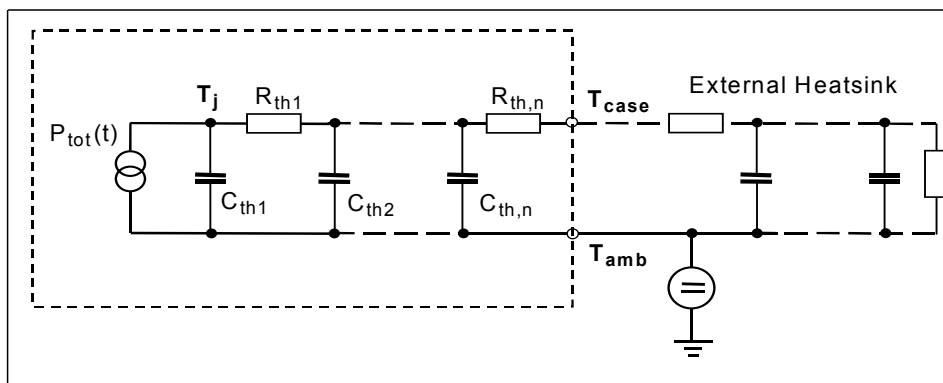 External Heatsink
T_j
R_th1
R_th,n
T_case
P_tot(t)
C_th1
C_th2
C_th,n
T_amb